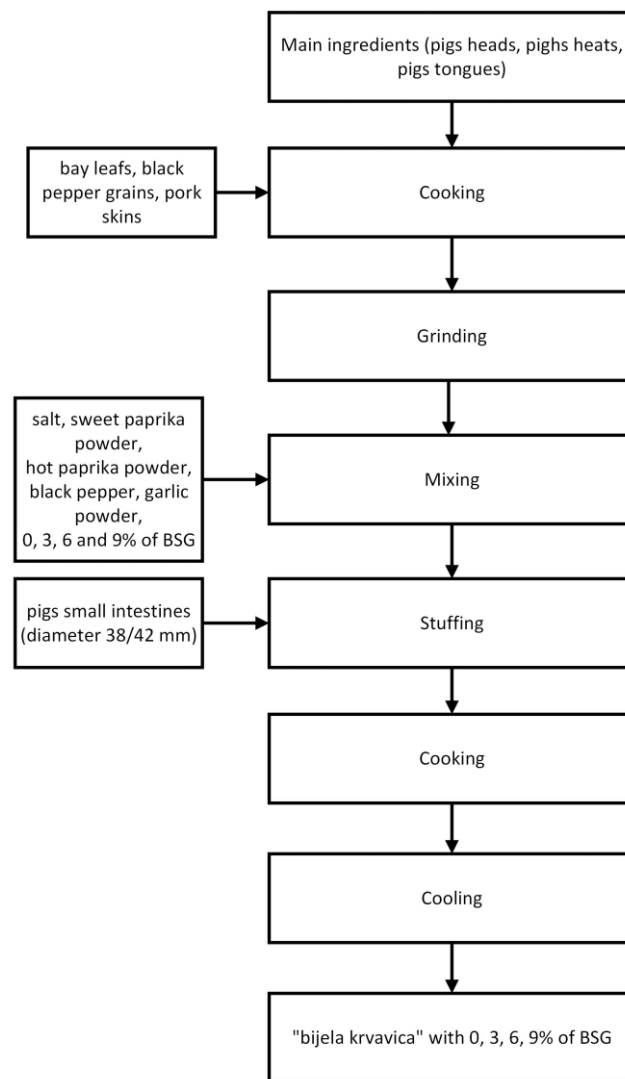 Main ingredients (pigs heads, pighs heats,
pigs tongues)
bay leafs, black
pepper grains, pork
skins
Cooking
Grinding
salt, sweet paprika
powder,
hot paprika powder,
black pepper, garlic
powder,
0, 3, 6 and 9% of BSG
Mixing
pigs small intestines
(diameter 38/42 mm)
Stuffing
Cooking
Cooling
"bijela krvavica" with 0, 3, 6, 9% of BSG